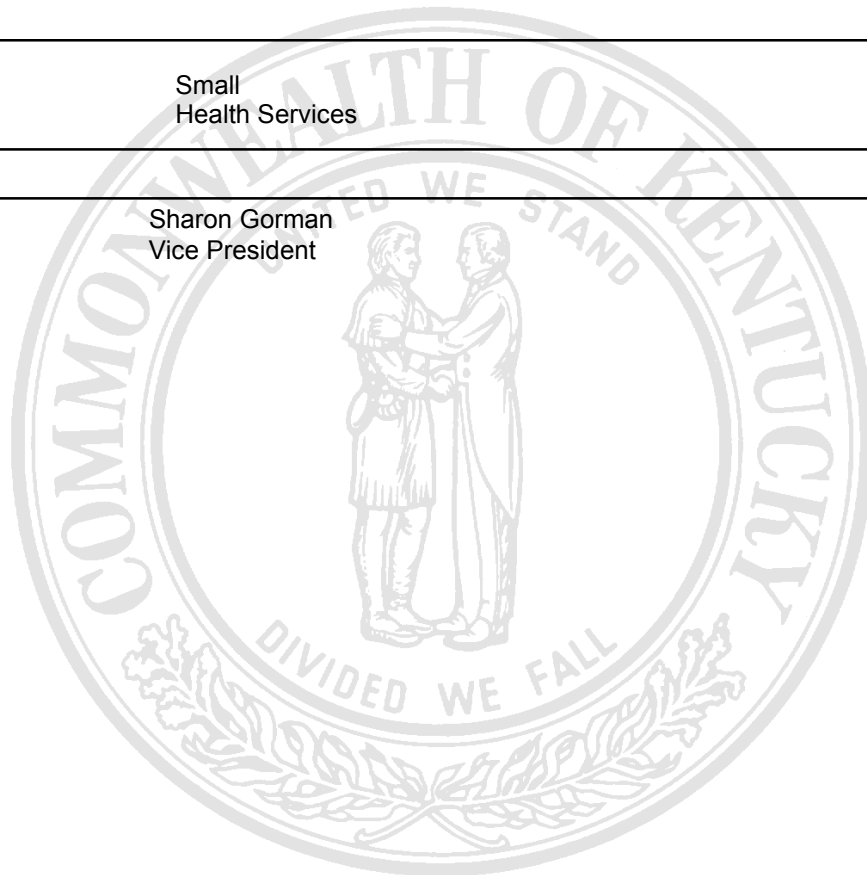 Small
Health Services
Sharon Gorman
Vice President
COMMONWEALTH OF KENTUCKY
UNITED WE STAND
DIVIDED WE FALL